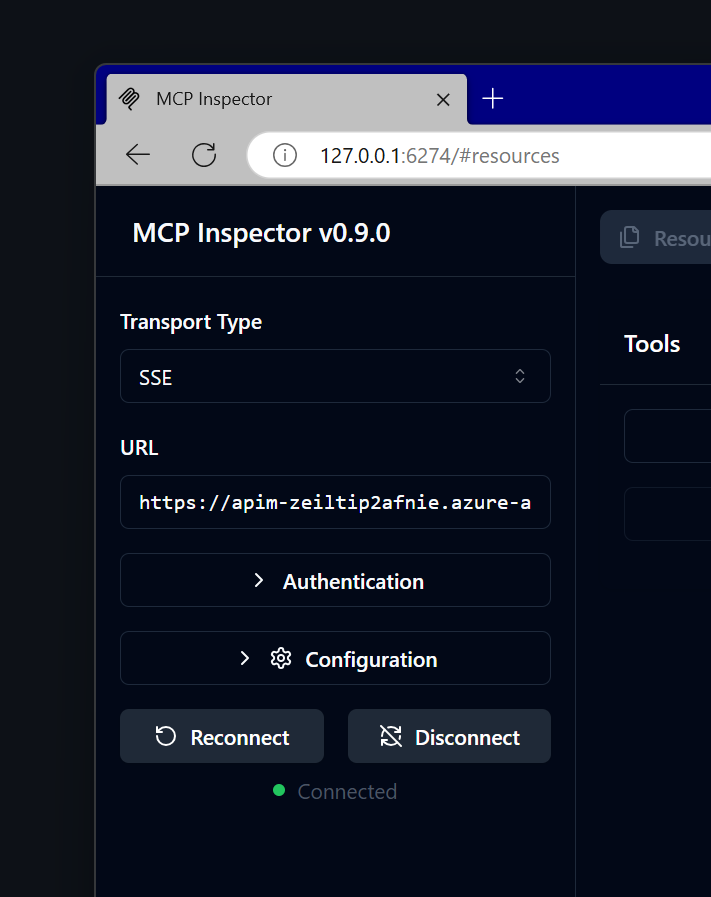 MCP Inspector
127.0.0.1:6274/#resources
MCP Inspector v0.9.0
Resou
Transport Type
Tools
SSE
URL
https://apim-zeiltip2afnie.azure-a
Authentication
Configuration
Reconnect
Disconnect
Connected